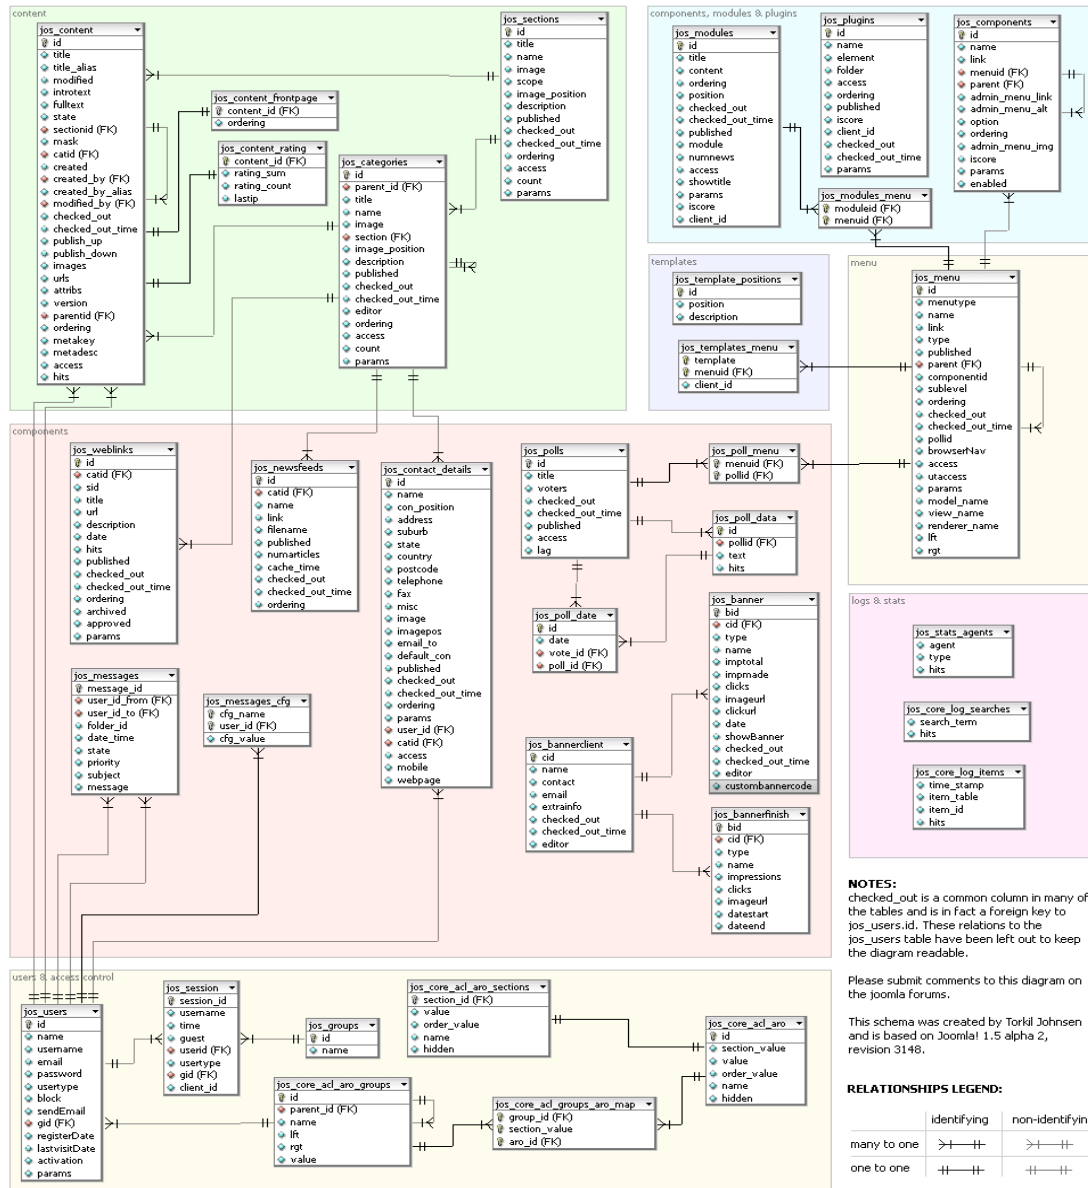 content
jos_content
id
title
title_alias
modified
introtext
fulltext
state
sectionid (FK)
mask
catid (FK)
created
created_by (FK)
created_by_alias
modified_by (FK)
checked_out
checked_out_time
publish_up
publish_down
images
urls
attribs
version
parentid (FK)
ordering
metakey
metadesc
access
hits
jos_content_frontpage
content_id (FK)
ordering
jos_content_rating
content_id (FK)
rating_sum
rating_count
lastip
jos_categories
id
parent_id (FK)
title
name
image
section (FK)
image_position
description
published
checked_out
checked_out_time
editor
ordering
access
count
params
jos_sections
id
title
name
image
scope
image_position
description
published
checked_out
checked_out_time
ordering
access
count
params
components, modules & plugins
jos_modules
id
title
content
ordering
position
checked_out
checked_out_time
published
module
numnews
access
showtitle
params
iscore
client_id
jos_plugins
id
name
element
folder
access
ordering
published
iscore
client_id
checked_out
checked_out_time
params
jos_components
id
name
link
menuid (FK)
parent (FK)
admin_menu_link
admin_menu_alt
option
ordering
admin_menu_img
iscore
params
enabled
jos_modules_menu
moduleid (FK)
menuid (FK)
templates
jos_template_positions
id
position
description
jos_templates_menu
template
menuid (FK)
client_id
menu
jos_menu
id
menutype
name
link
type
published
parent (FK)
componentid
sublevel
ordering
checked_out
checked_out_time
pollid
browserNav
access
utaccess
params
model_name
view_name
renderer_name
lft
rgt
components
jos_weblinks
id
catid (FK)
sid
title
url
description
date
hits
published
checked_out
checked_out_time
ordering
archived
approved
params
jos_newsfeeds
id
catid (FK)
name
link
filename
published
numarticles
cache_time
checked_out
checked_out_time
ordering
jos_contact_details
id
name
con_position
address
suburb
state
country
postcode
telephone
fax
misc
image
imagepos
email_to
default_con
published
checked_out
checked_out_time
ordering
params
user_id (FK)
catid (FK)
access
mobile
webpage
jos_polls
id
title
voters
checked_out
checked_out_time
published
access
lag
jos_poll_menu
menuid (FK)
pollid (FK)
jos_poll_data
id
pollid (FK)
text
hits
jos_poll_date
id
date
vote_id (FK)
poll_id (FK)
jos_banner
bid
cid (FK)
type
name
imptotal
impmade
clicks
imageurl
clickurl
date
showBanner
checked_out
checked_out_time
editor
custombannercode
jos_messages
message_id
user_id_from (FK)
user_id_to (FK)
folder_id
date_time
state
priority
subject
message
jos_messages_cfg
cfg_name
user_id (FK)
cfg_value
jos_bannerclient
cid
name
contact
email
extrainfo
checked_out
checked_out_time
editor
jos_bannerfinish
bid
cid (FK)
type
name
impressions
clicks
imageurl
datestart
dateend
logs & stats
jos_stats_agents
agent
type
hits
jos_core_log_searches
search_term
hits
jos_core_log_items
time_stamp
item_table
item_id
hits
NOTES:
checked_out is a common column in many of
the tables and is in fact a foreign key to
jos_users.id. These relations to the
jos_users table have been left out to keep
the diagram readable.
Please submit comments to this diagram on
the joomla forums.
This schema was created by Torkil Johnsen
and is based on Joomla! 1.5 alpha 2,
revision 3148.
RELATIONSHIPS LEGEND:
identifying non-identifyin
many to one
one to one
users & access control
jos_users
id
name
username
email
password
usertype
block
sendEmail
gid (FK)
registerDate
lastvisitDate
activation
params
jos_session
session_id
username
time
guest
userid (FK)
usertype
gid (FK)
client_id
jos_groups
id
name
jos_core_acl_aro_sections
section_id (FK)
value
order_value
name
hidden
jos_core_acl_aro_groups
id
parent_id (FK)
name
lft
rgt
value
jos_core_acl_groups_aro_map
group_id (FK)
section_value
aro_id (FK)
jos_core_acl_aro
id
section_value
value
order_value
name
hidden